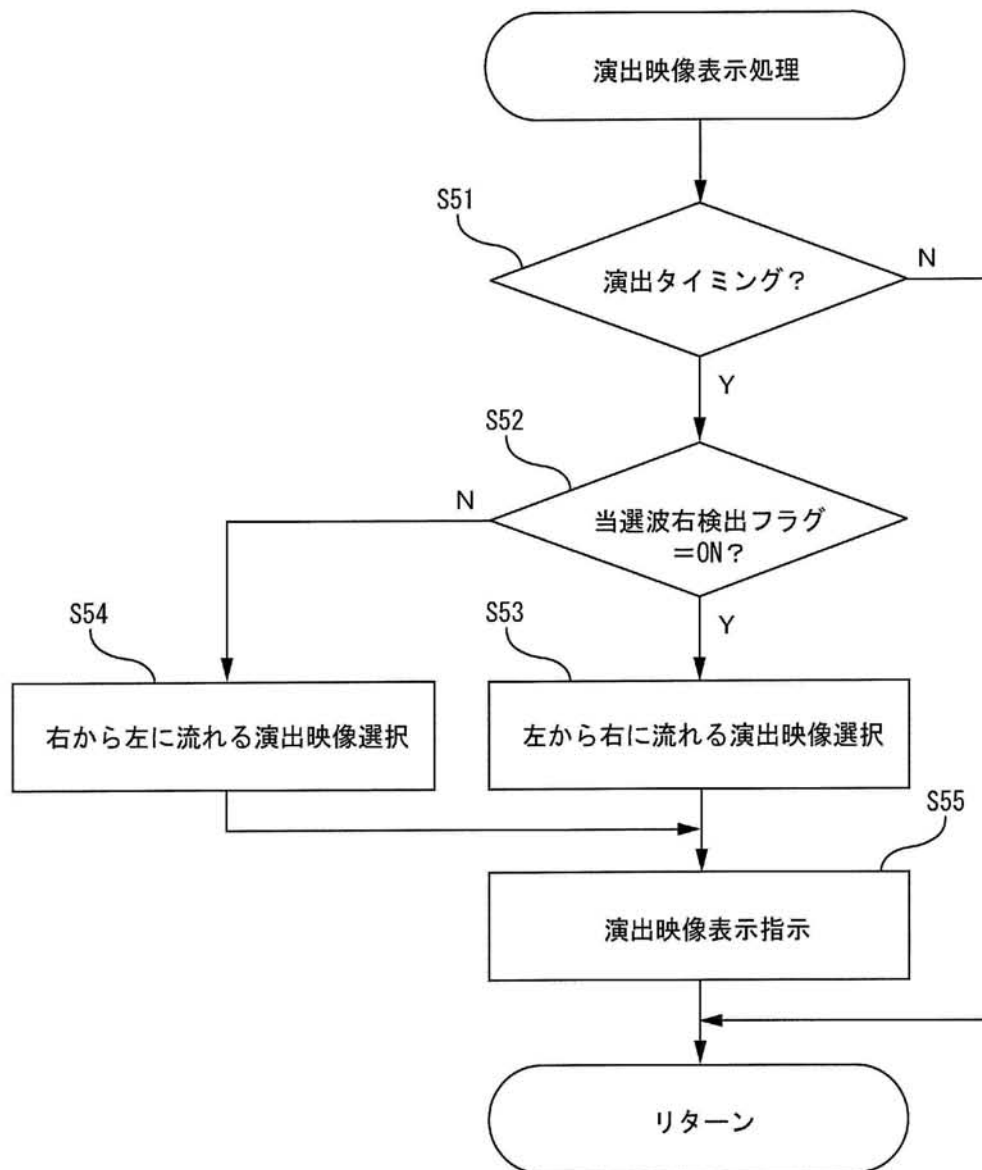 演出映像表示処理
S51
演出タイミング？
N
Y
S52
当選波右検出フラグ
＝ON？
N
Y
S54
S53
右から左に流れる演出映像選択
左から右に流れる演出映像選択
S55
演出映像表示指示
リターン